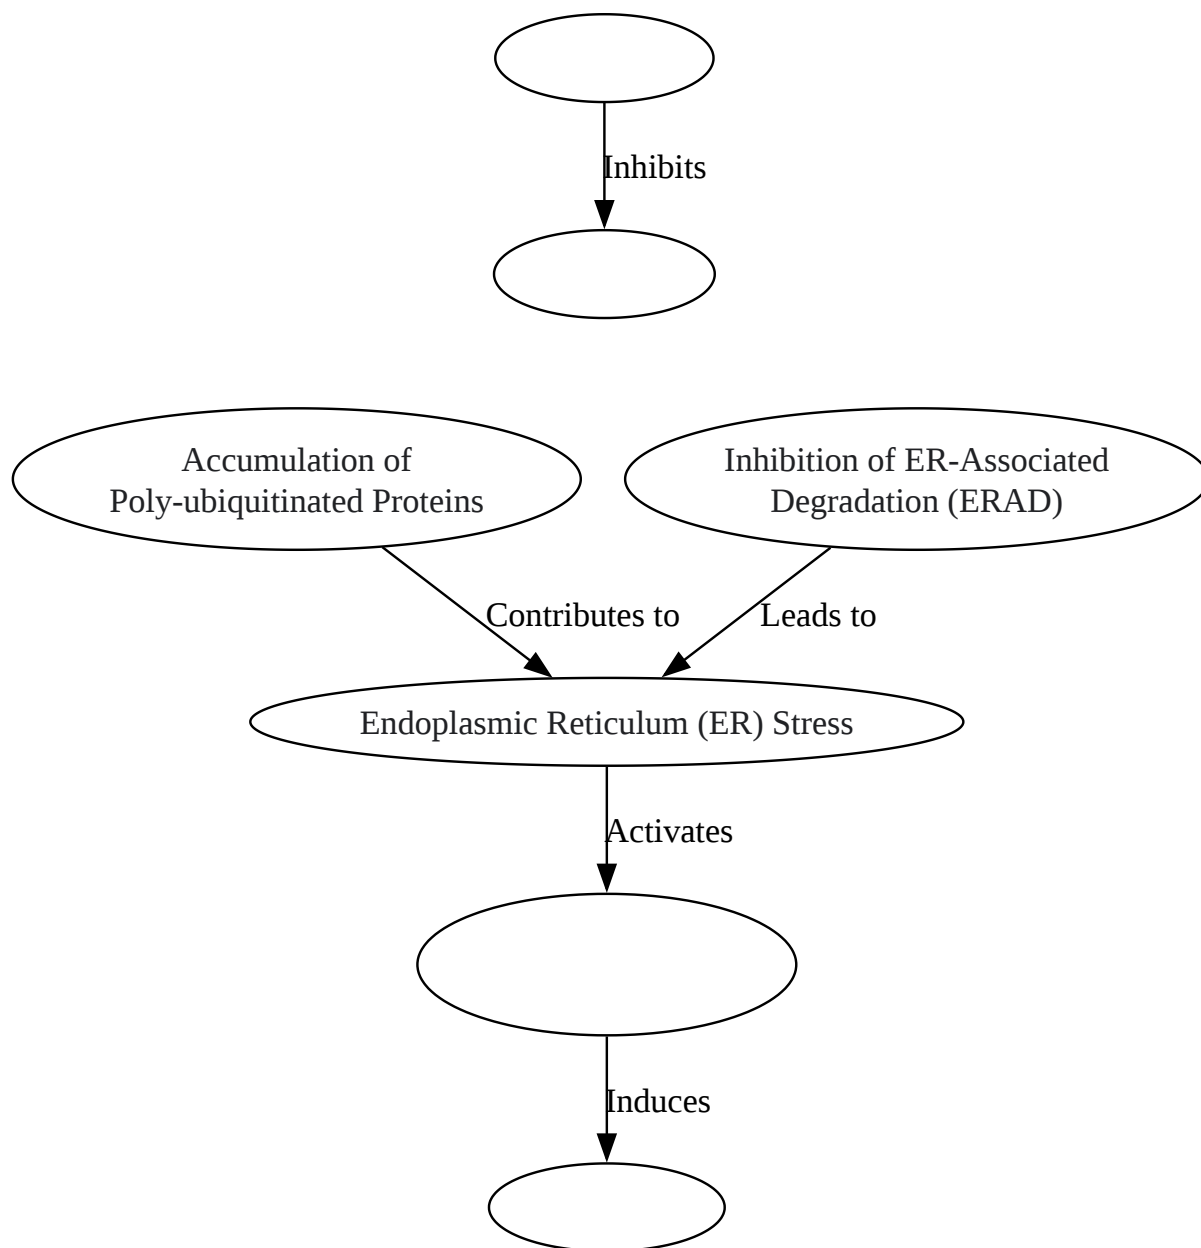 Inhibits
Accumulation of
Poly-ubiquitinated Proteins
Inhibition of ER-Associated
Degradation (ERAD)
Contributes to
Leads to
Endoplasmic Reticulum (ER) Stress
Activates
Induces